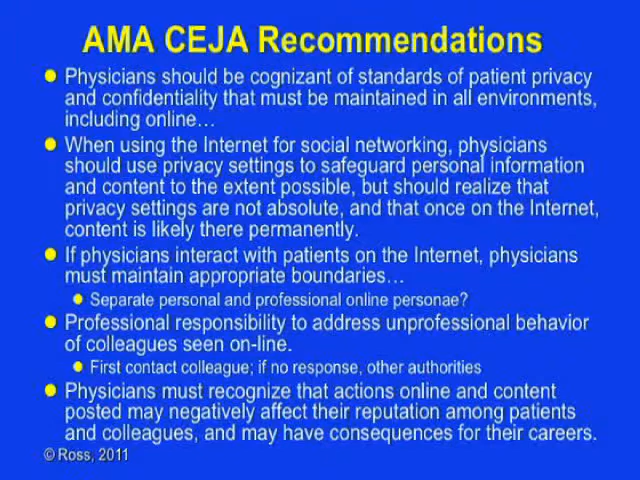 AMA CEJA Recommendations
Physicians should be cognizant of standards of patient privacy
and confidentiality that must be maintained in all environments,
including online…
When using the Internet for social networking, physicians
should use privacy settings to safeguard personal information
and content to the extent possible, but should realize that
privacy settings are not absolute, and that once on the Internet,
content is likely there permanently.
If physicians interact with patients on the Internet, physicians
must maintain appropriate boundaries…
Separate personal and professional online personae?
Professional responsibility to address unprofessional behavior
of colleagues seen on-line.
First contact colleague; if no response, other authorities
Physicians must recognize that actions online and content
posted may negatively affect their reputation among patients
and colleagues, and may have consequences for their careers.
© Ross, 2011